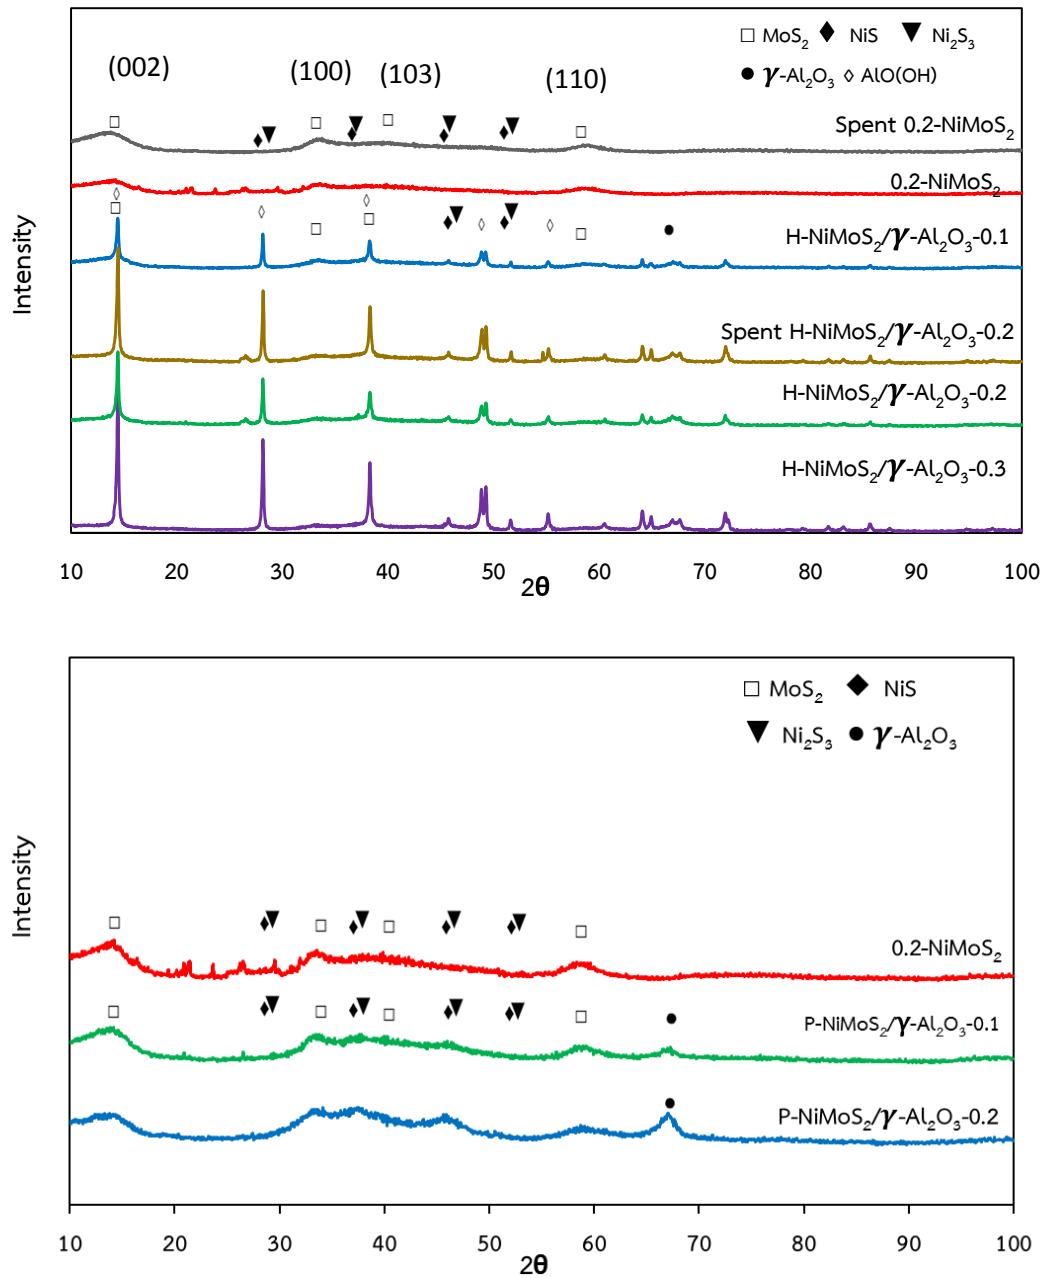 □ MoS₂ ♦ NiS ▼ Ni₂S₃
● γ-Al₂O₃ ◊ AlO(OH)
(002) (100) (103) (110)
Spent 0.2-NiMoS₂
0.2-NiMoS₂
H-NiMoS₂/γ-Al₂O₃-0.1
Spent H-NiMoS₂/γ-Al₂O₃-0.2
H-NiMoS₂/γ-Al₂O₃-0.2
H-NiMoS₂/γ-Al₂O₃-0.3
Intensity
10 20 30 40 50 60 70 80 90 100
2θ
□ MoS₂ ♦ NiS
▼ Ni₂S₃ ● γ-Al₂O₃
0.2-NiMoS₂
P-NiMoS₂/γ-Al₂O₃-0.1
P-NiMoS₂/γ-Al₂O₃-0.2
Intensity
10 20 30 40 50 60 70 80 90 100
2θ